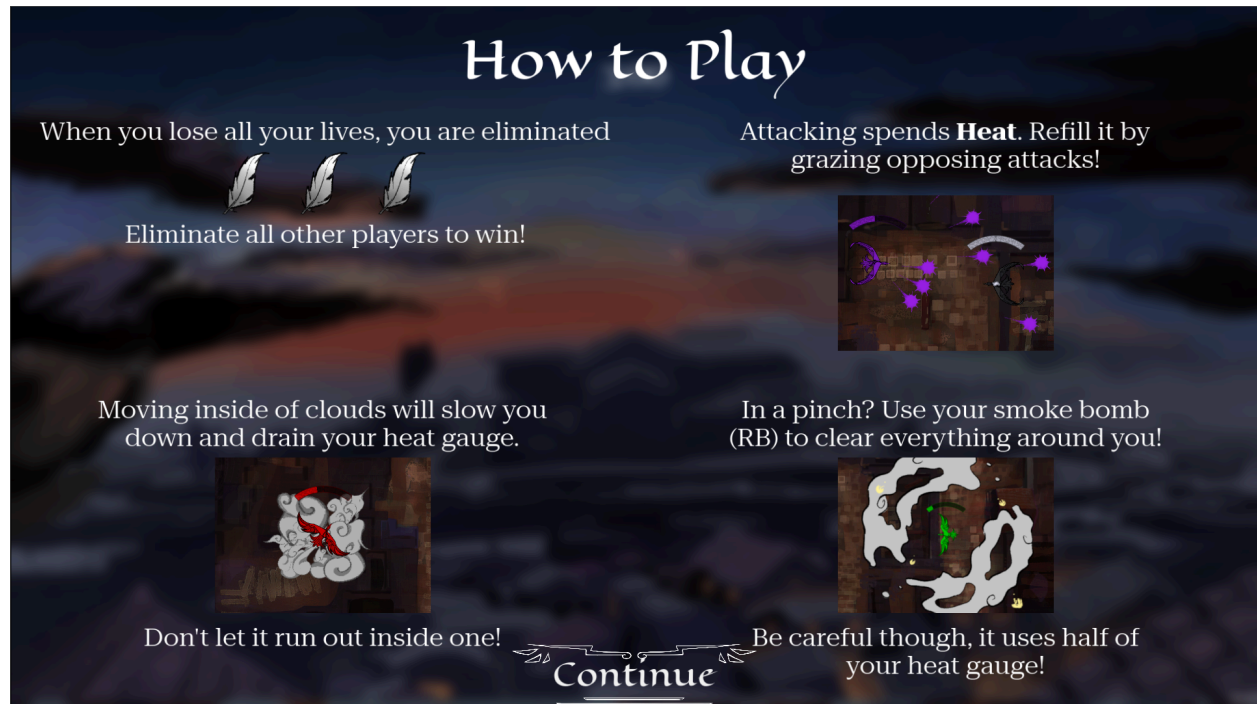 How to Play
When you lose all your lives, you are eliminated
Eliminate all other players to win!
Attacking spends Heat. Refill it by
grazing opposing attacks!
Moving inside of clouds will slow you
down and drain your heat gauge.
Don't let it run out inside one!
In a pinch? Use your smoke bomb
(RB) to clear everything around you!
Be careful though, it uses half of
your heat gauge!
Continue